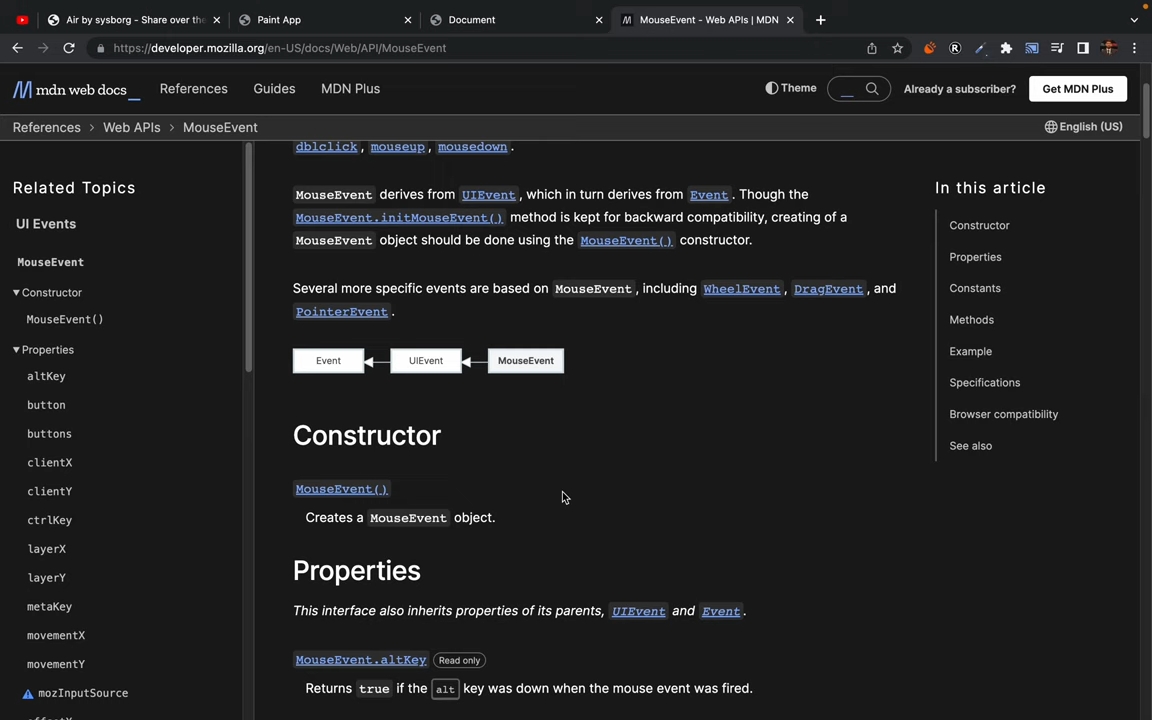 Air by sysborg - Share over the
Paint App
Document
MouseEvent - Web APIs | MDN
https://developer.mozilla.org/en-US/docs/Web/API/MouseEvent
mdn web docs_
References
Guides
MDN Plus
Theme
Already a subscriber?
Get MDN Plus
References > Web APIs > MouseEvent
English (US)
Related Topics
UI Events
MouseEvent
Constructor
MouseEvent()
Properties
altKey
button
buttons
clientX
clientY
ctrlKey
layerX
layerY
metaKey
movementX
movementY
mozInputSource
dblclick, mouseup, mousedown.
MouseEvent derives from UIEvent, which in turn derives from Event. Though the
MouseEvent.initMouseEvent() method is kept for backward compatibility, creating of a
MouseEvent object should be done using the MouseEvent() constructor.
Several more specific events are based on MouseEvent, including WheelEvent, DragEvent, and
PointerEvent.
Event UIEvent MouseEvent
Constructor
MouseEvent()
Creates a MouseEvent object.
Properties
This interface also inherits properties of its parents, UIEvent and Event.
MouseEvent.altKey Read only
Returns true if the alt key was down when the mouse event was fired.
In this article
Constructor
Properties
Constants
Methods
Example
Specifications
Browser compatibility
See also